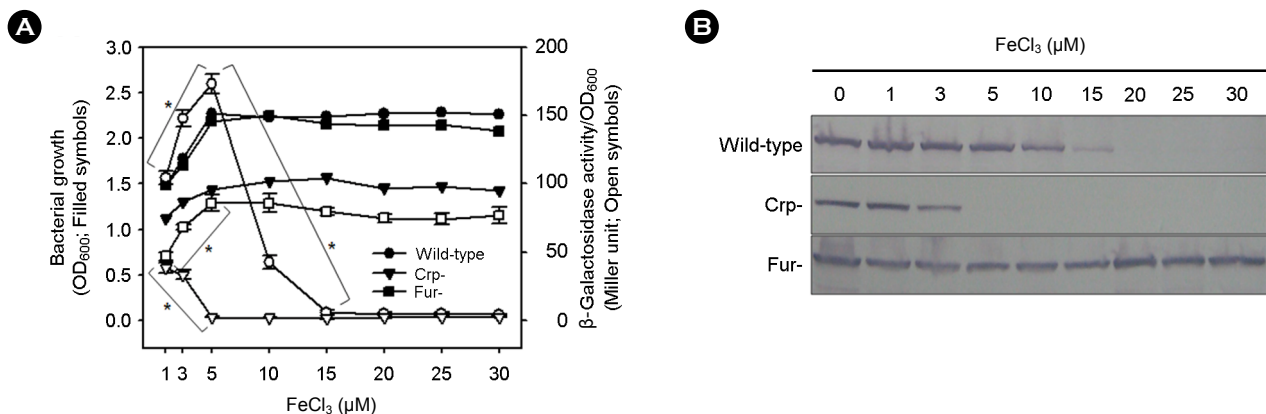 A
Bacterial growth
(OD600; Filled symbols)
3.0
2.5
2.0
1.5
1.0
0.5
0.0
*
*
*
*
Wild-type
Crp-
Fur-
200
150
100
50
0
β-Galactosidase activity/OD600
(Miller unit; Open symbols)
1 3 5 10 15 20 25 30
FeCl3 (μM)
B
FeCl3 (μM)
0 1 3 5 10 15 20 25 30
Wild-type
Crp-
Fur-